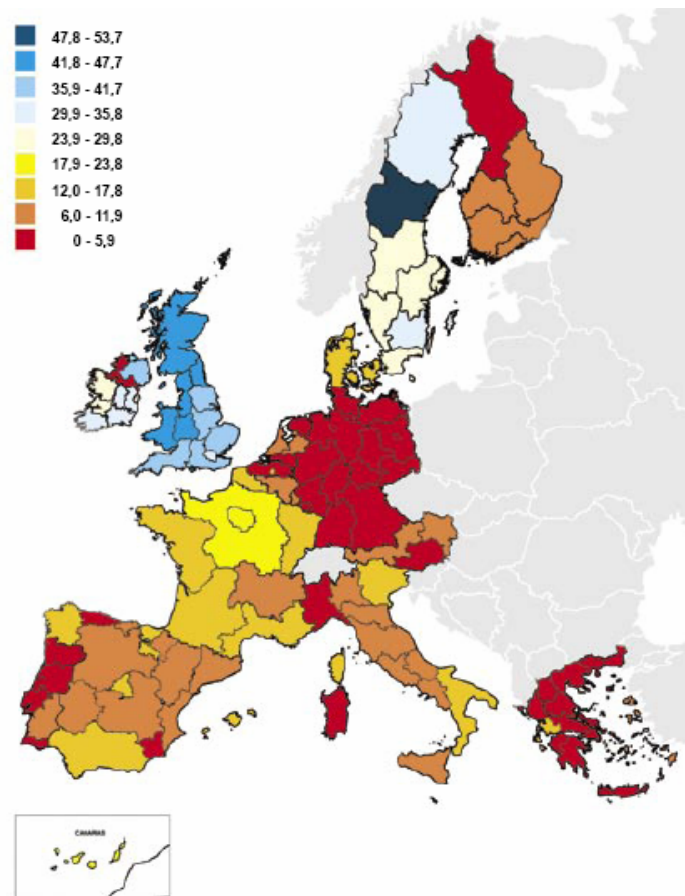 47,8 - 53,7
41,8 - 47,7
35,9 - 41,7
29,9 - 35,8
23,9 - 29,8
17,9 - 23,8
12,0 - 17,8
6,0 - 11,9
0 - 5,9
CANARIAS